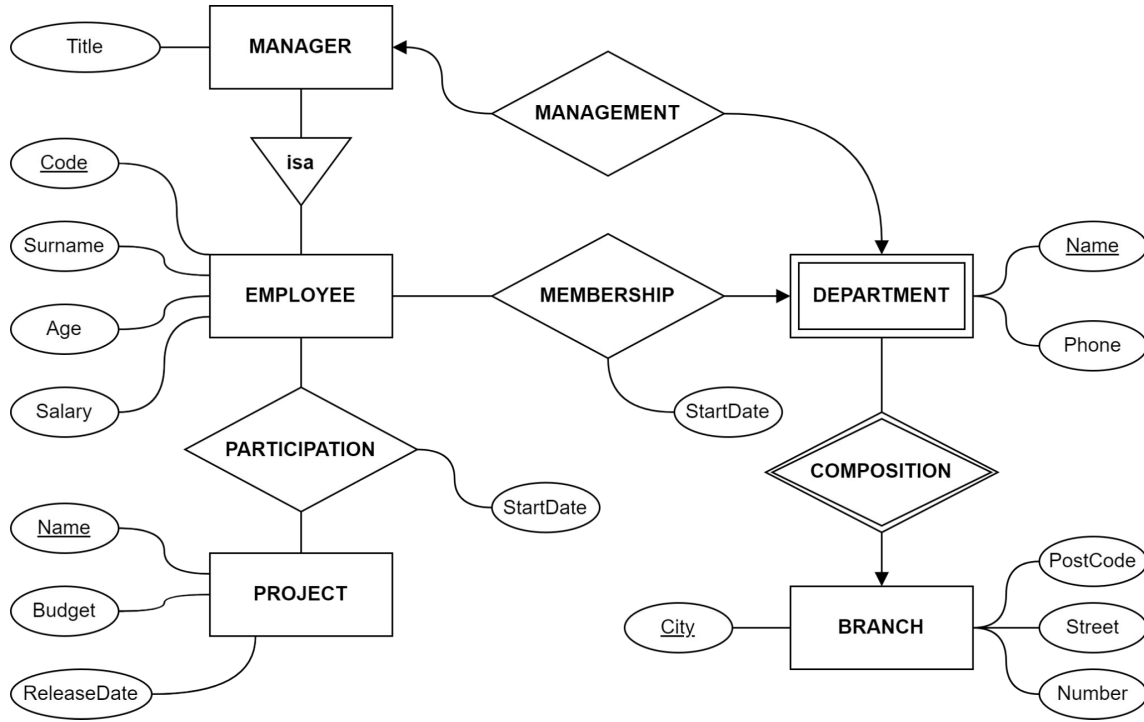 Title
MANAGER
MANAGEMENT
Code
isa
Surname
Name
EMPLOYEE
MEMBERSHIP
DEPARTMENT
Age
Phone
Salary
StartDate
PARTICIPATION
COMPOSITION
StartDate
Name
PostCode
PROJECT
Budget
City
BRANCH
Street
ReleaseDate
Number